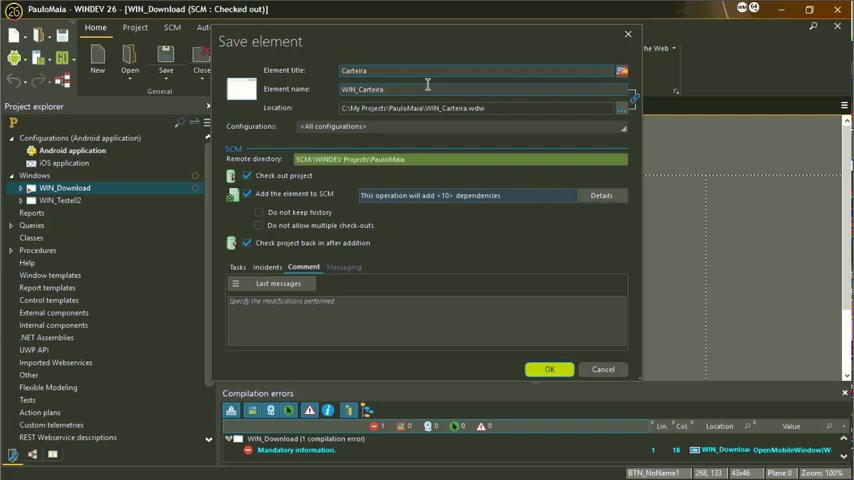 26 PauloMaia - WINDEV 26 - [WIN_Download (SCM : Checked out)]
Home Project SCM
New Open Save Close
General
the Web
Project explorer
Configurations (Android application)
Android application
iOS application
Windows
WIN_Download
WIN_Teste02
Reports
Queries
Classes
Procedures
Help
Window templates
Report templates
Control templates
External components
Internal components
.NET Assemblies
UWP API
Imported Webservices
Other
Flexible Modeling
Tests
Action plans
Custom telemetries
REST Webservice descriptions
Save element
Element title: Carteira
Element name: WIN_Carteira
Location: C:\My Projects\PauloMaia\WIN_Carteira.wdw
Configurations: <All configurations>
SCM
Remote directory: SCM:\WINDEV Projects\PauloMaia
Check out project
Add the element to SCM This operation will add <10> dependencies Details
Do not keep history
Do not allow multiple check-outs
Check project back in after addition
Tasks Incidents Comment Messaging
Last messages
Specify the modifications performed
OK Cancel
Compilation errors
1 0 0 0 0 Lin. Col. Location Value
WIN_Download (1 compilation error)
Mandatory information. 1 18 WIN_Download OpenMobileWindow(W
BTN_NoName1 268, 133 43x46 Plane 0 Zoom: 100%